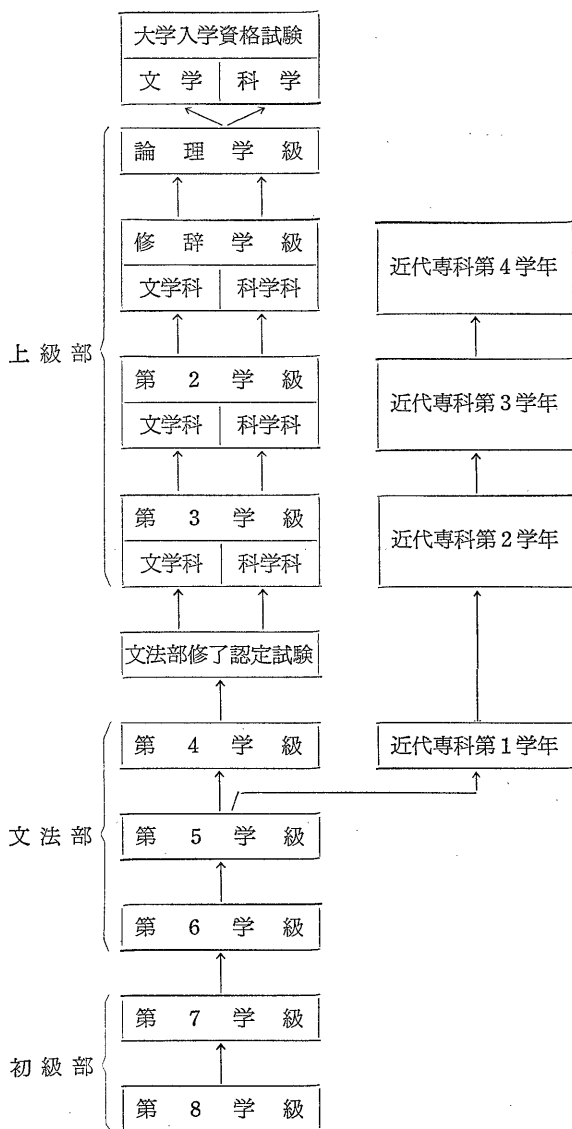 大学入学資格試験
文学 科学
論理学級
修辞学級
文学科 科学科
近代専科第4学年
上級部
第2学級
文学科 科学科
近代専科第3学年
第3学級
文学科 科学科
近代専科第2学年
文法部修了認定試験
第4学級
近代専科第1学年
文法部
第5学級
第6学級
第7学級
初級部
第8学級